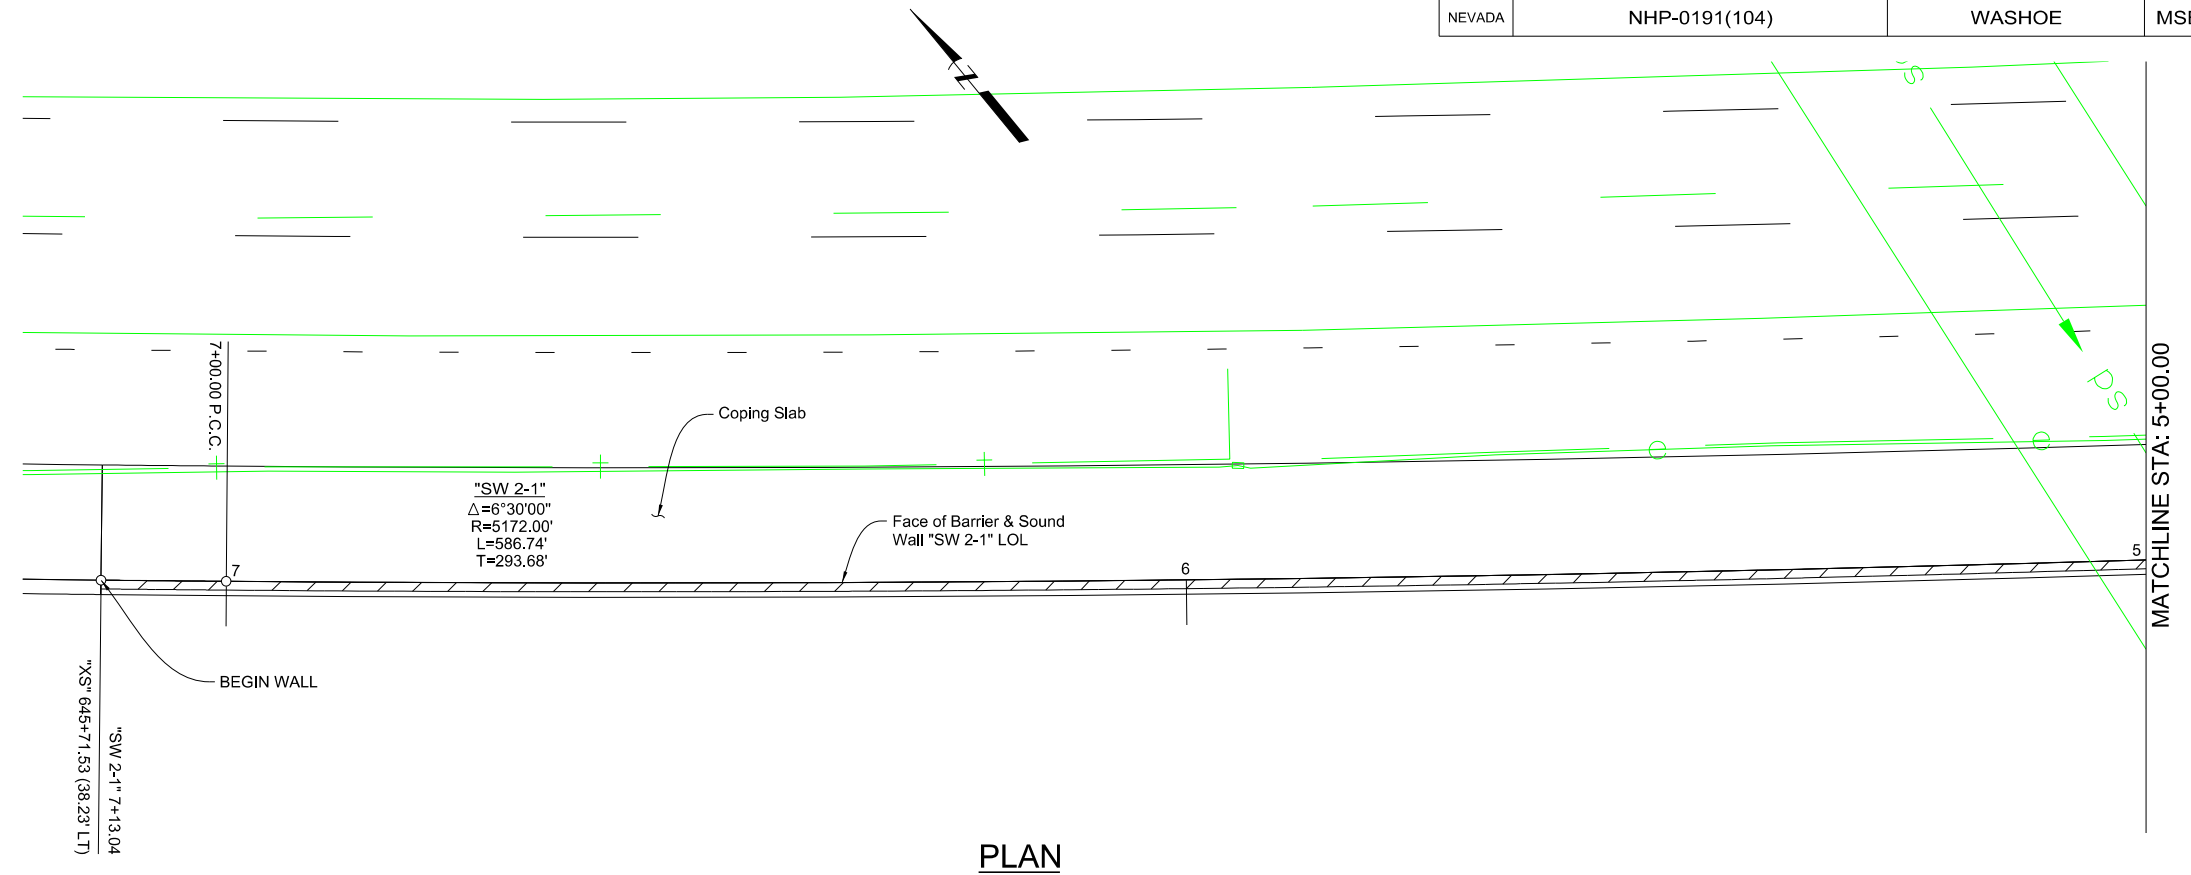 NEVADA NHP-0191(104) WASHOE
PS
7+00.00 P.C.C.
Coping Slab
PS
e
e
MATCHLINE STA: 5+00.00
"SW 2-1"
Δ=6°30'00"
R=5172.00'
L=586.74'
T=293.68'
Face of Barrier & Sound
Wall "SW 2-1" LOL
7
6
5
BEGIN WALL
"SW 2-1" 7+13.04
"XS" 645+71.53 (38.23' LT)
PLAN